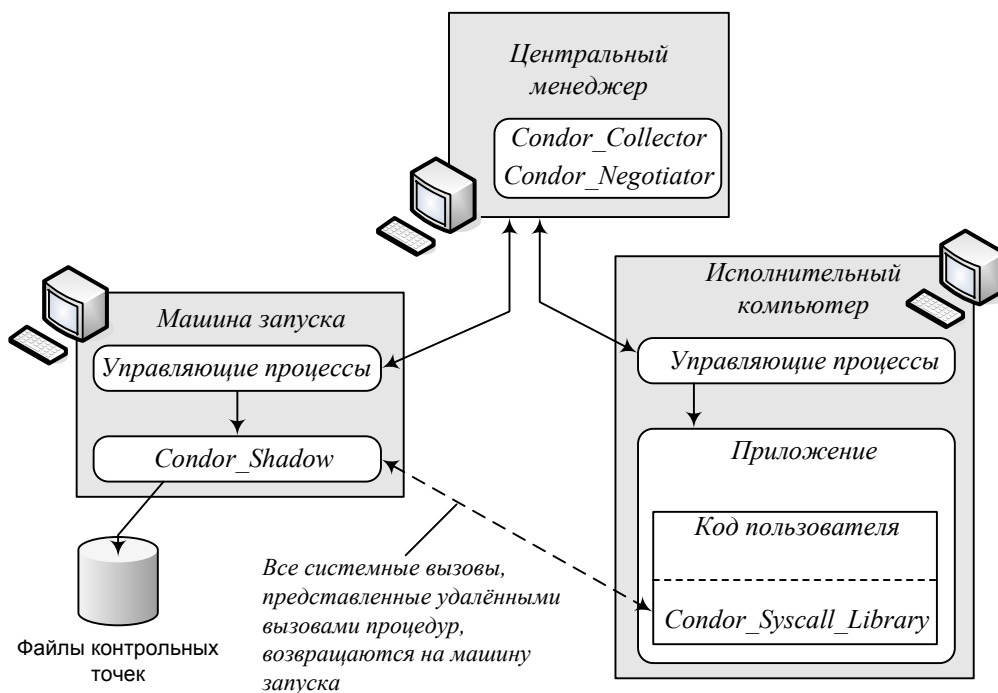 Центральный
менеджер
Condor_Collector
Condor_Negotiator
Машина запуска
Управляющие процессы
Condor_Shadow
Файлы контрольных
точек
Все системные вызовы,
представленные удалёнными
вызовами процедур,
возвращаются на машину
запуска
Исполнительный
компьютер
Управляющие процессы
Приложение
Код пользователя
Condor_Syscall_Library